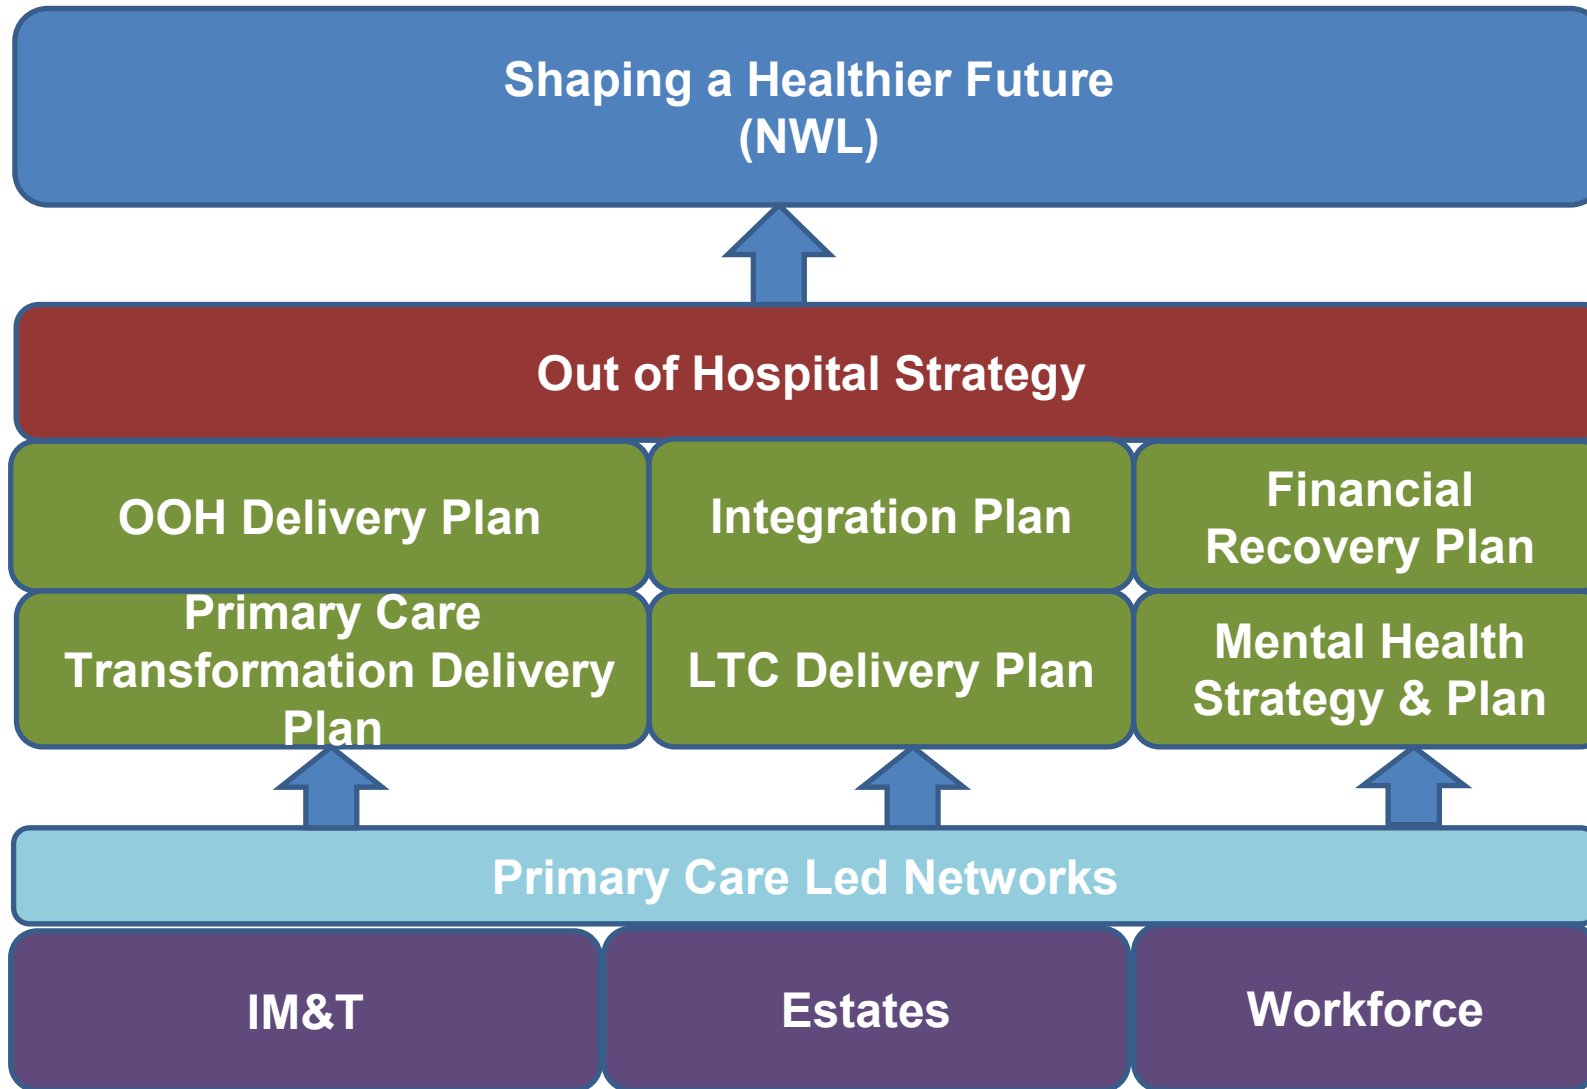 Shaping a Healthier Future
(NWL)
Out of Hospital Strategy
OOH Delivery Plan
Integration Plan
Financial
Recovery Plan
Primary Care
Transformation Delivery
Plan
LTC Delivery Plan
Mental Health
Strategy & Plan
Primary Care Led Networks
IM&T
Estates
Workforce